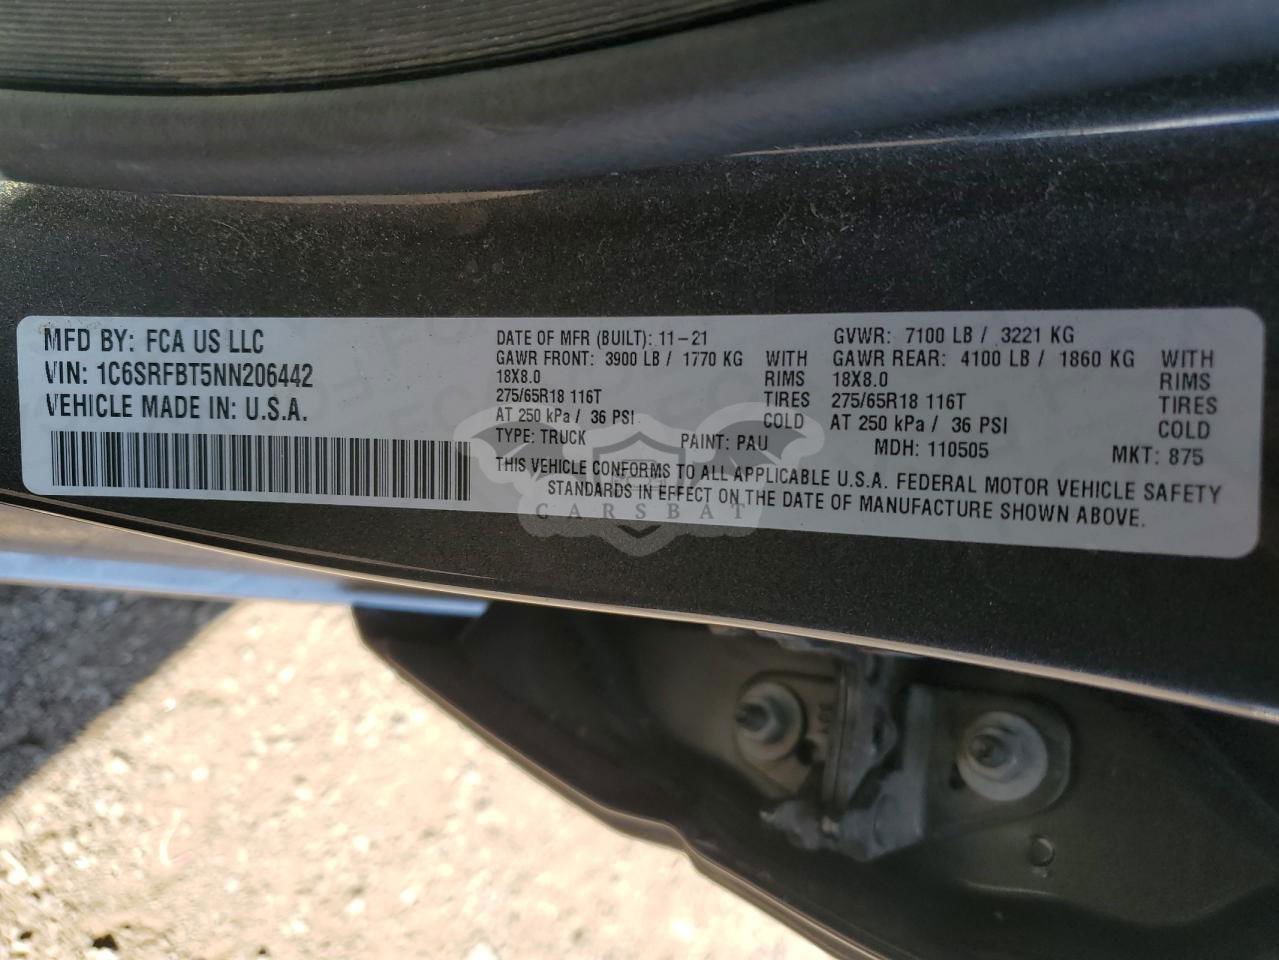 MFD BY: FCA US LLC
VIN: 1C6SRFBT5NN206442
VEHICLE MADE IN: U.S.A.
DATE OF MFR (BUILT): 11-21
GAWR FRONT: 3900 LB / 1770 KG WITH
18X8.0 RIMS
275/65R18 116T TIRES
AT 250 kPa / 36 PSI COLD
TYPE: TRUCK PAINT: PAU
GVWR: 7100 LB / 3221 KG
GAWR REAR: 4100 LB / 1860 KG WITH
18X8.0 RIMS
275/65R18 116T TIRES
AT 250 kPa / 36 PSI COLD
MDH: 110505 MKT: 875
THIS VEHICLE CONFORMS TO ALL APPLICABLE U.S.A. FEDERAL MOTOR VEHICLE SAFETY
STANDARDS IN EFFECT ON THE DATE OF MANUFACTURE SHOWN ABOVE.
CARSBAT